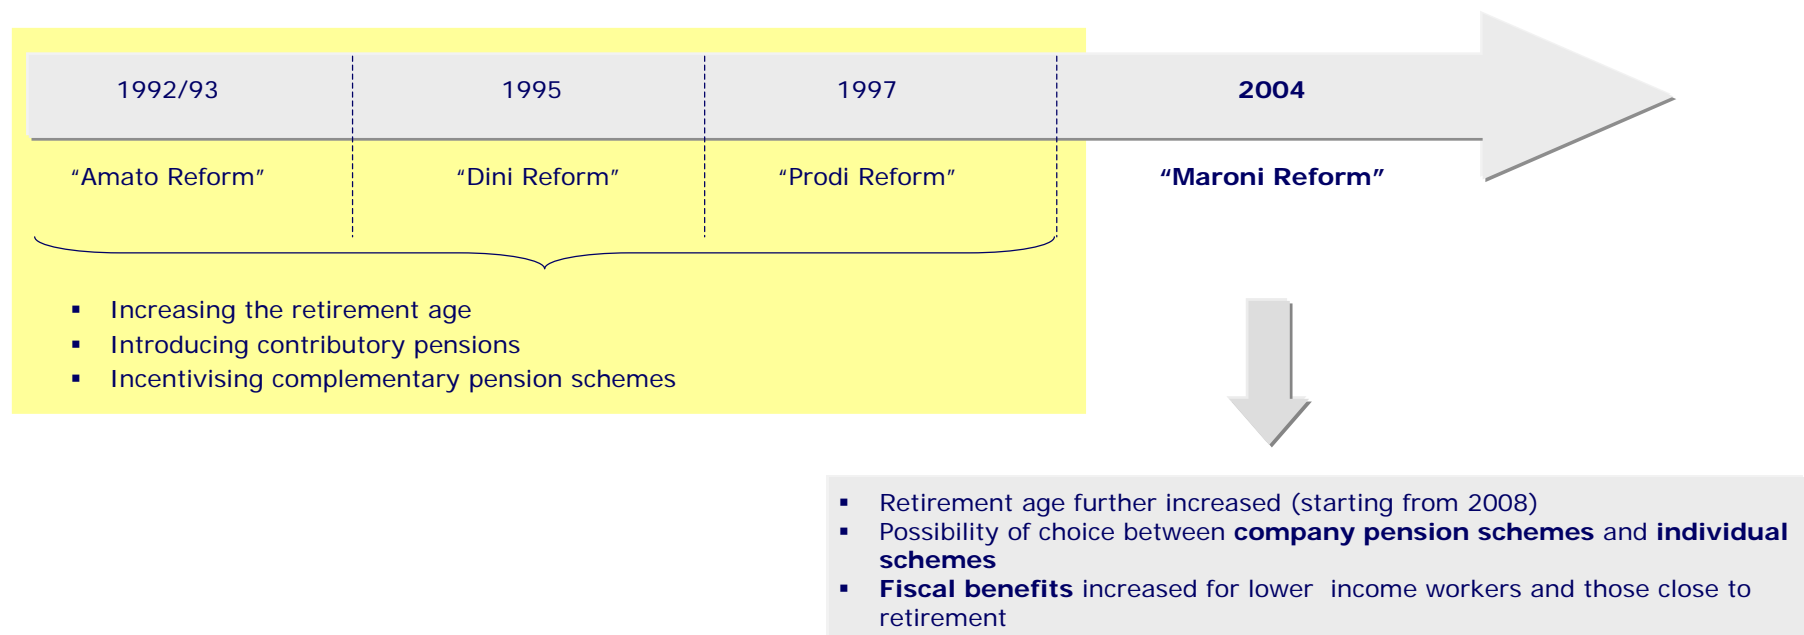 1992/93 1995 1997 2004
“Amato Reform” “Dini Reform” “Prodi Reform” “Maroni Reform”
▪ Increasing the retirement age
▪ Introducing contributory pensions
▪ Incentivising complementary pension schemes
▪ Retirement age further increased (starting from 2008)
▪ Possibility of choice between company pension schemes and individual
schemes
▪ Fiscal benefits increased for lower income workers and those close to
retirement